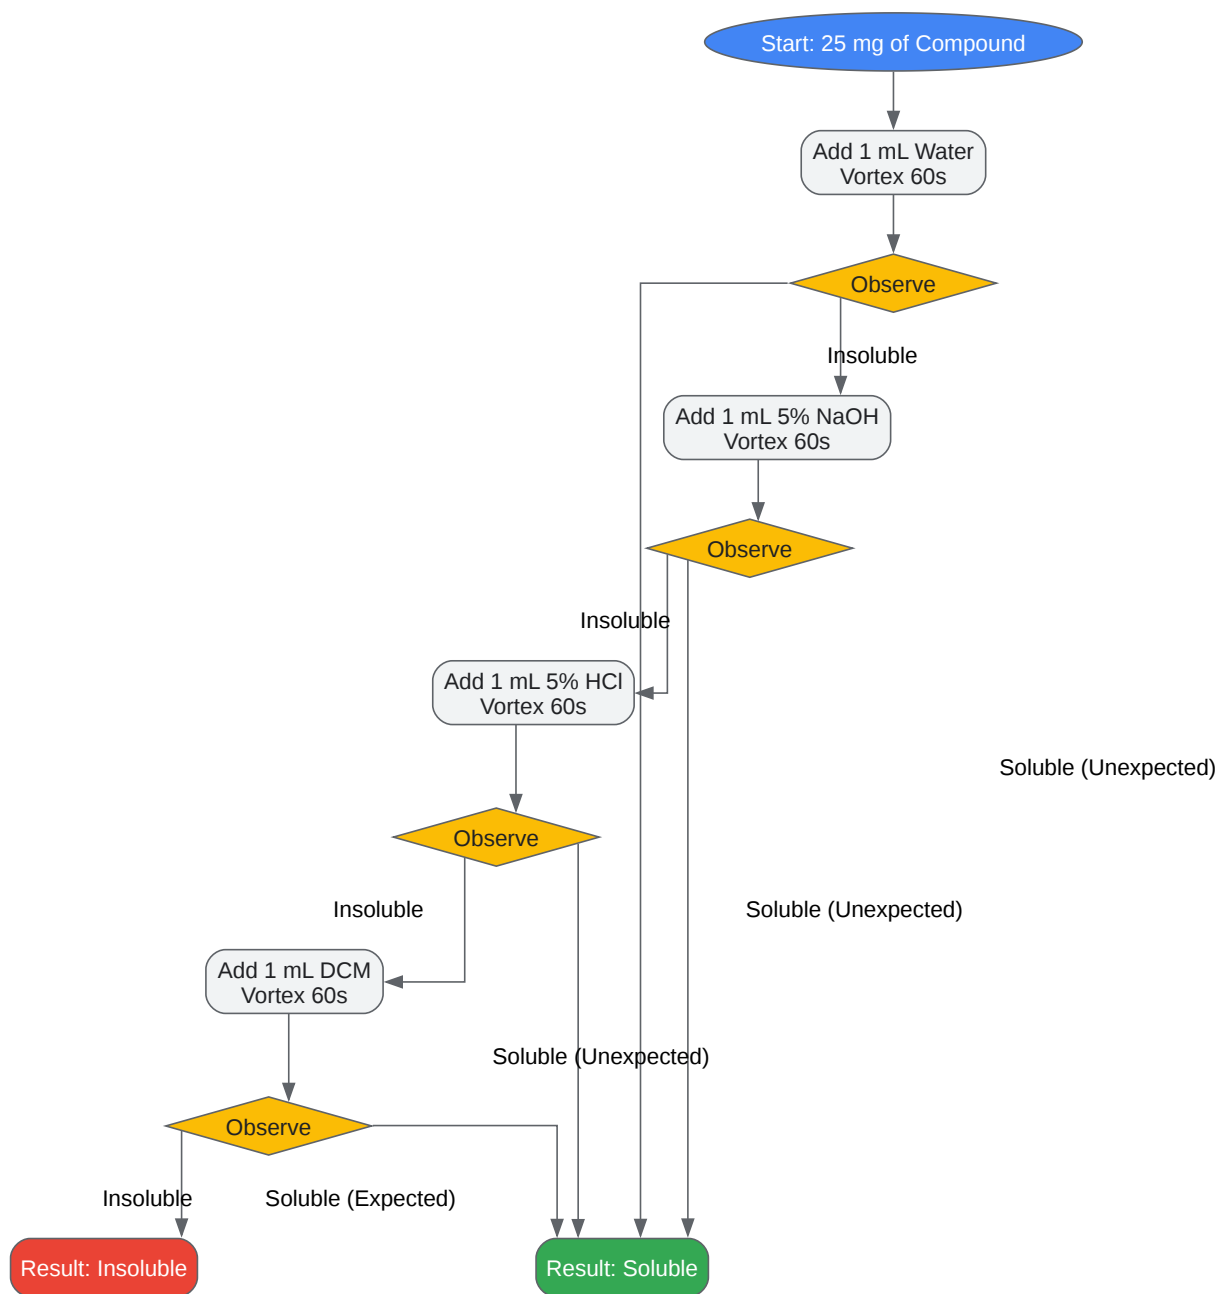 Start: 25 mg of Compound
Add 1 mL Water
Vortex 60s
Observe
Insoluble
Add 1 mL 5% NaOH
Vortex 60s
Observe
Insoluble
Add 1 mL 5% HCl
Vortex 60s
Soluble (Unexpected)
Observe
Insoluble
Soluble (Unexpected)
Add 1 mL DCM
Vortex 60s
Soluble (Unexpected)
Observe
Insoluble
Soluble (Expected)
Result: Insoluble
Result: Soluble